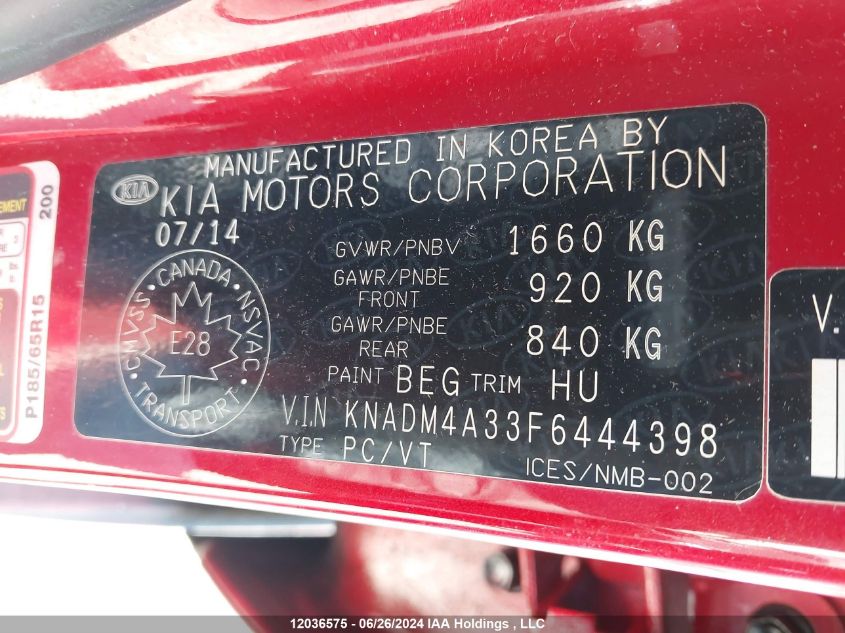 MANUFACTURED IN KOREA BY
KIA KIA MOTORS CORPORATION
07/14
GVWR/PNBV 1660 KG
GAWR/PNBE FRONT 920 KG
GAWR/PNBE REAR 840 KG
PAINT BEG TRIM HU
V.I.N KNADM4A33F6444398
TYPE PC/VT
ICES/NMB-002
CANADA
CMVSS NSVAC
E28
TRANSPORT
200
P185/65R15
V.
12036575 - 06/26/2024 IAA Holdings , LLC